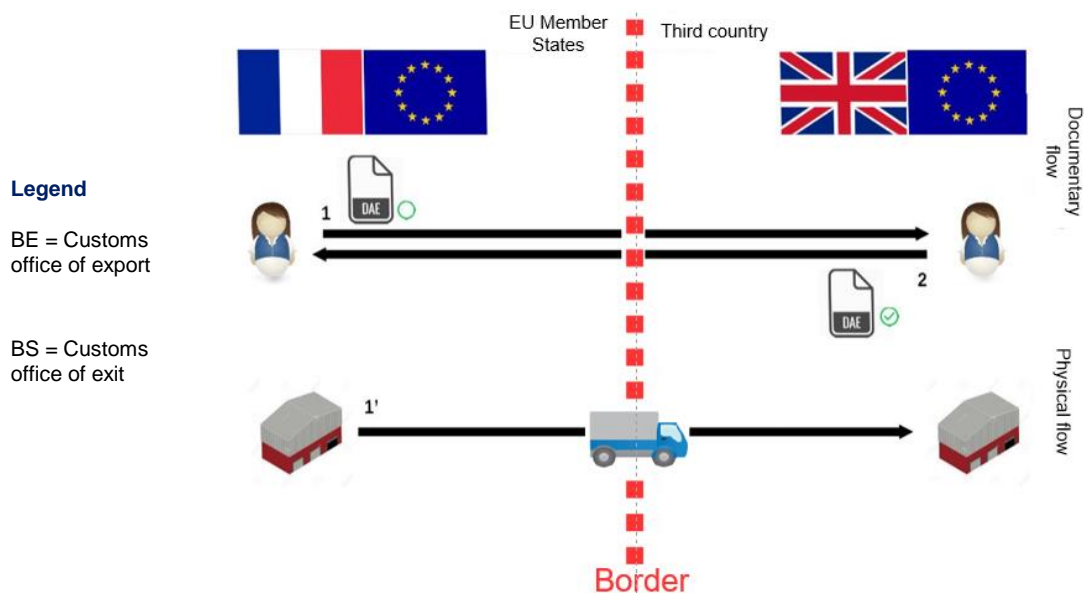 EU Member
States
Third country
Documentary
flow
Legend
BE = Customs
office of export
1
DAE
2
DAE
BS = Customs
office of exit
1’
Physical flow
Border